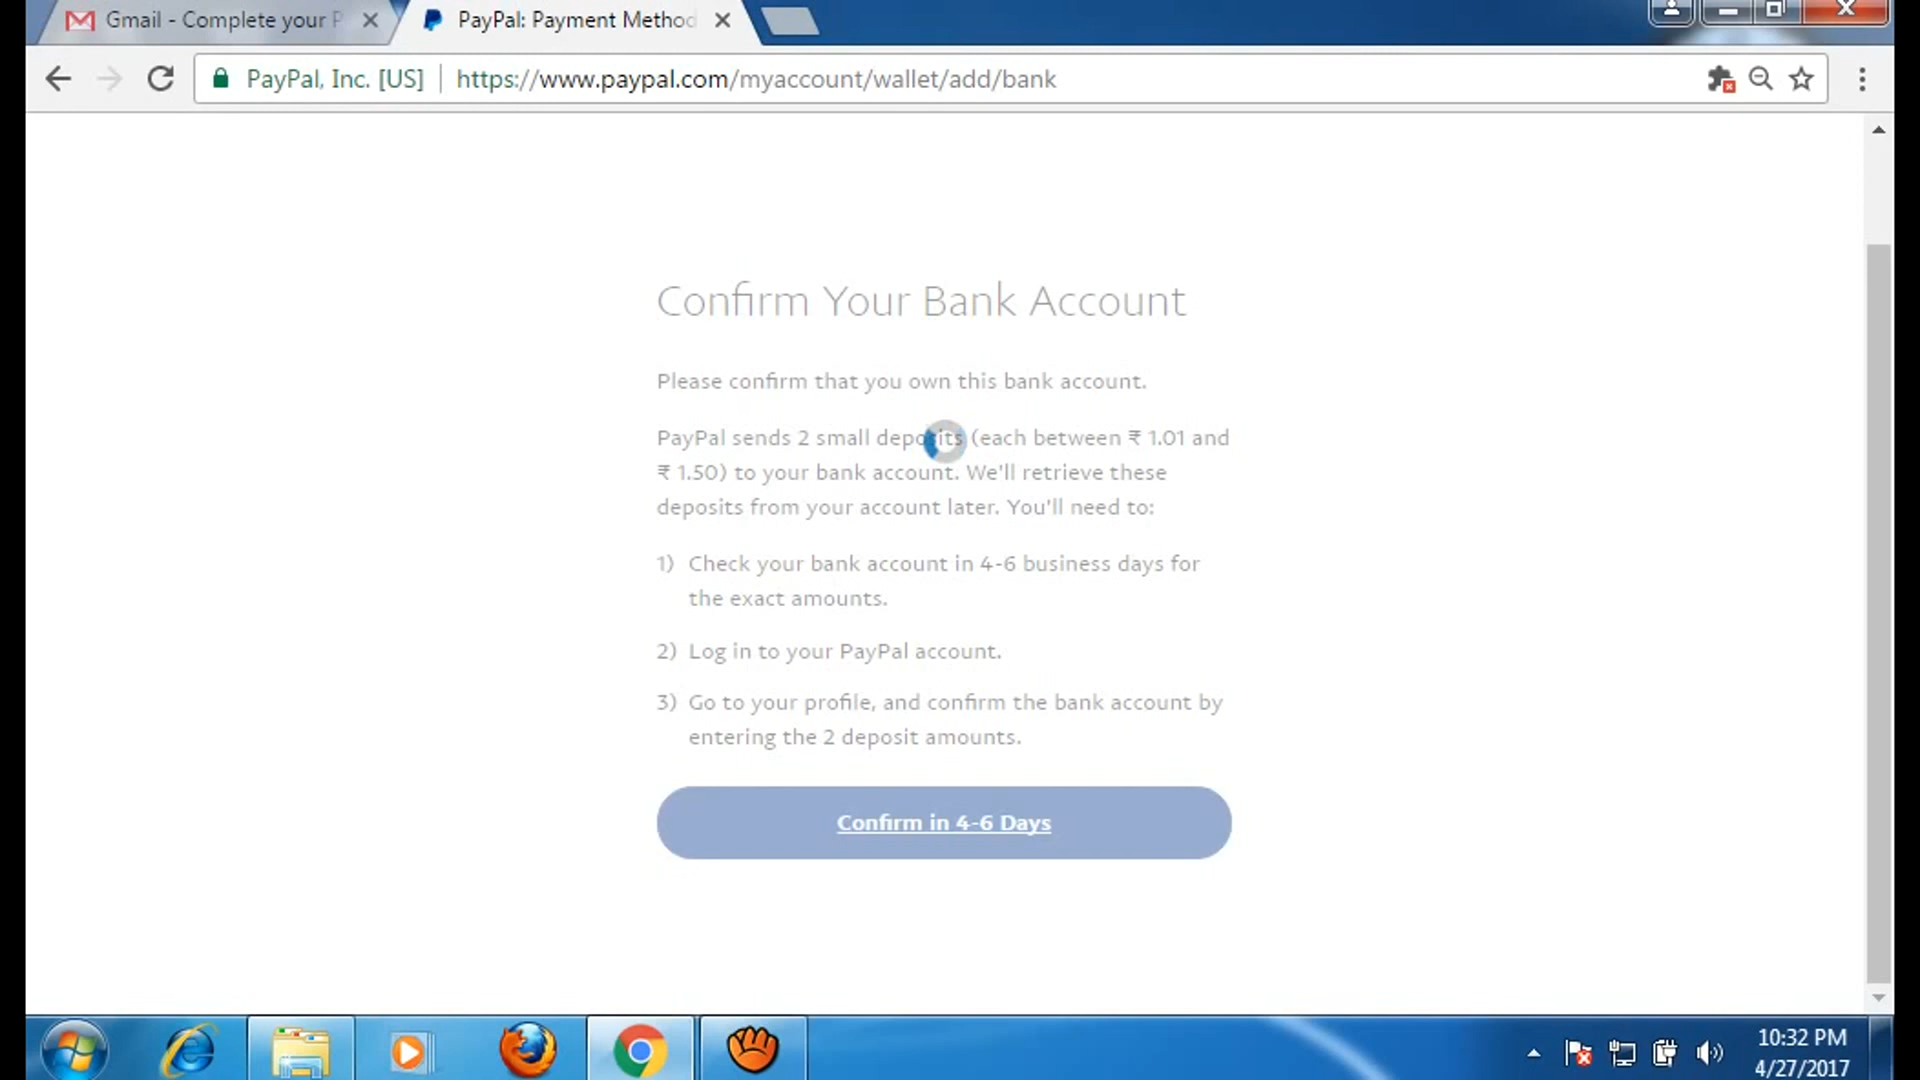 Gmail - Complete your P
PayPal: Payment Method
PayPal, Inc. [US]
https://www.paypal.com/myaccount/wallet/add/bank
Confirm Your Bank Account
Please confirm that you own this bank account.
PayPal sends 2 small deposits (each between ₹ 1.01 and
₹ 1.50) to your bank account. We'll retrieve these
deposits from your account later. You'll need to:
1) Check your bank account in 4-6 business days for
the exact amounts.
2) Log in to your PayPal account.
3) Go to your profile, and confirm the bank account by
entering the 2 deposit amounts.
Confirm in 4-6 Days
10:32 PM
4/27/2017